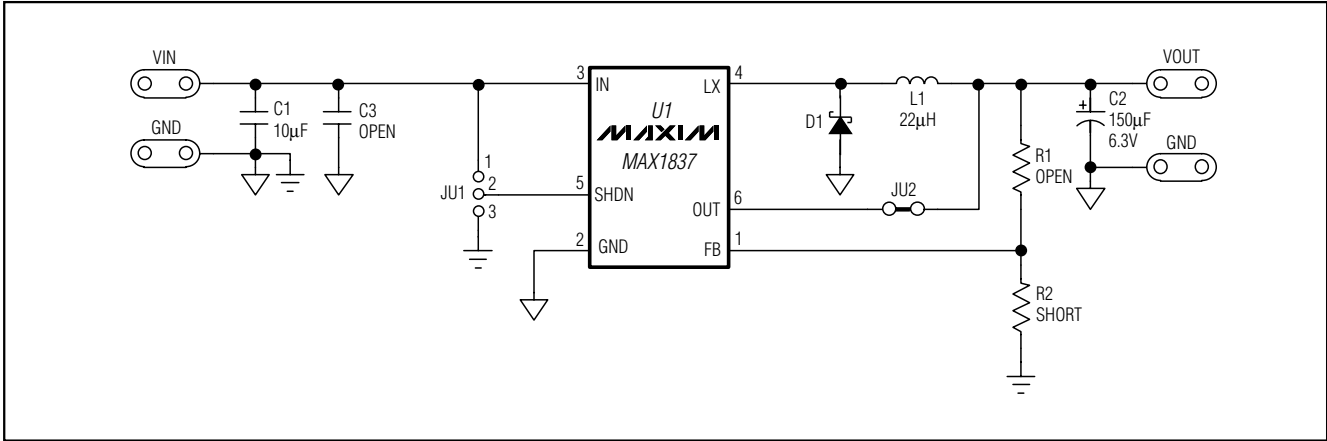 VIN
GND
C1
10µF
C3
OPEN
JU1
1
2
3
3
IN
5
SHDN
2
GND
U1
MAXIM
MAX1837
4
LX
6
OUT
1
FB
D1
L1
22µH
JU2
R1
OPEN
R2
SHORT
+
C2
150µF
6.3V
VOUT
GND